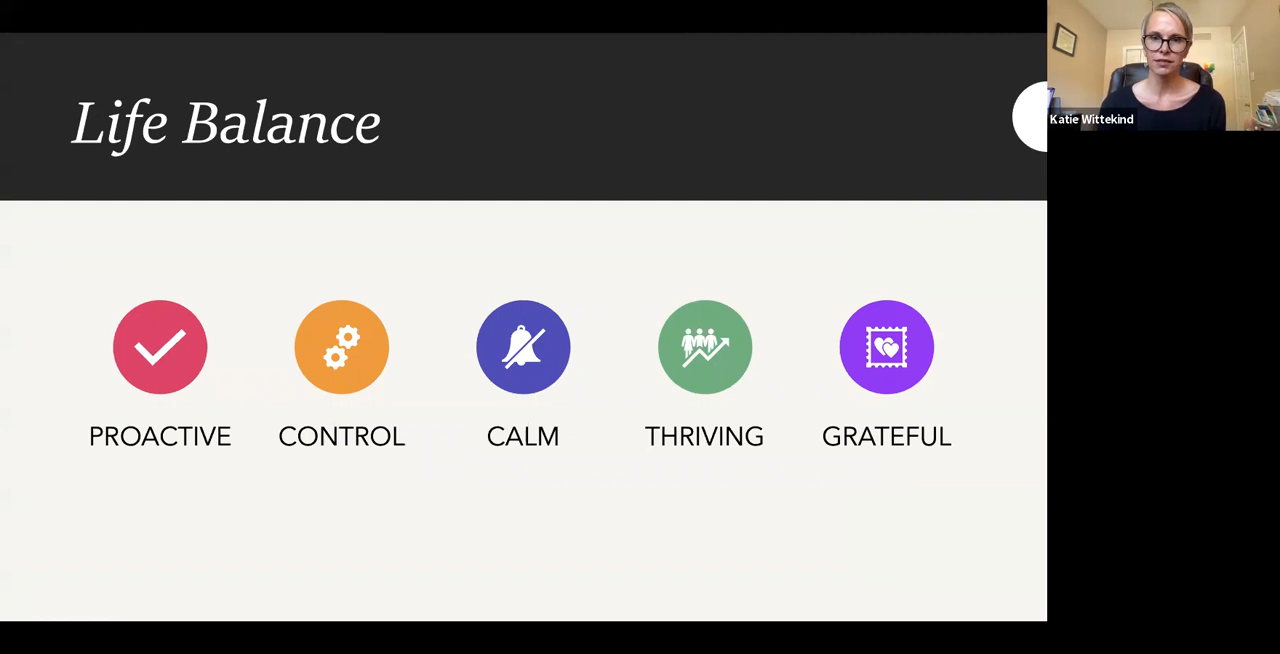 Life Balance
Katie Wittekind
PROACTIVE
CONTROL
CALM
THRIVING
GRATEFUL